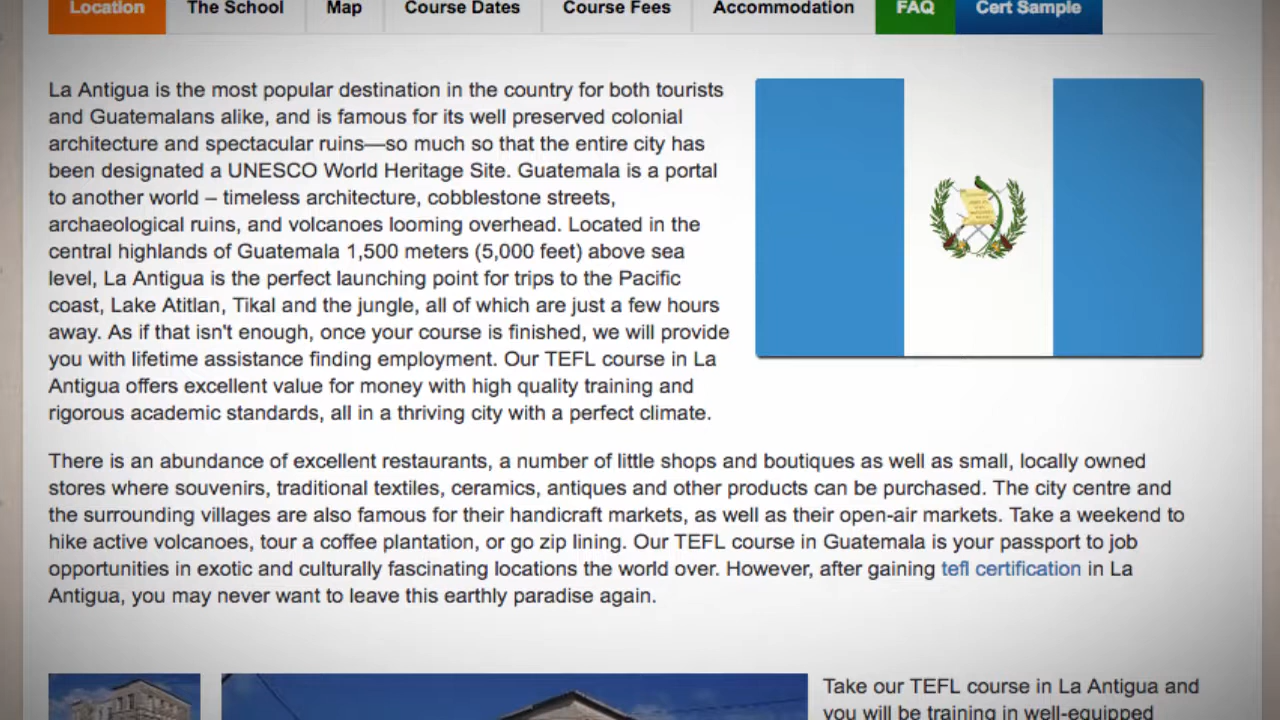 Location The School Map Course Dates Course Fees Accommodation FAQ Cert Sample
La Antigua is the most popular destination in the country for both tourists
and Guatemalans alike, and is famous for its well preserved colonial
architecture and spectacular ruins—so much so that the entire city has
been designated a UNESCO World Heritage Site. Guatemala is a portal
to another world – timeless architecture, cobblestone streets,
archaeological ruins, and volcanoes looming overhead. Located in the
central highlands of Guatemala 1,500 meters (5,000 feet) above sea
level, La Antigua is the perfect launching point for trips to the Pacific
coast, Lake Atitlan, Tikal and the jungle, all of which are just a few hours
away. As if that isn't enough, once your course is finished, we will provide
you with lifetime assistance finding employment. Our TEFL course in La
Antigua offers excellent value for money with high quality training and
rigorous academic standards, all in a thriving city with a perfect climate.
There is an abundance of excellent restaurants, a number of little shops and boutiques as well as small, locally owned
stores where souvenirs, traditional textiles, ceramics, antiques and other products can be purchased. The city centre and
the surrounding villages are also famous for their handicraft markets, as well as their open-air markets. Take a weekend to
hike active volcanoes, tour a coffee plantation, or go zip lining. Our TEFL course in Guatemala is your passport to job
opportunities in exotic and culturally fascinating locations the world over. However, after gaining tefl certification in La
Antigua, you may never want to leave this earthly paradise again.
Take our TEFL course in La Antigua and
you will be training in well-equipped